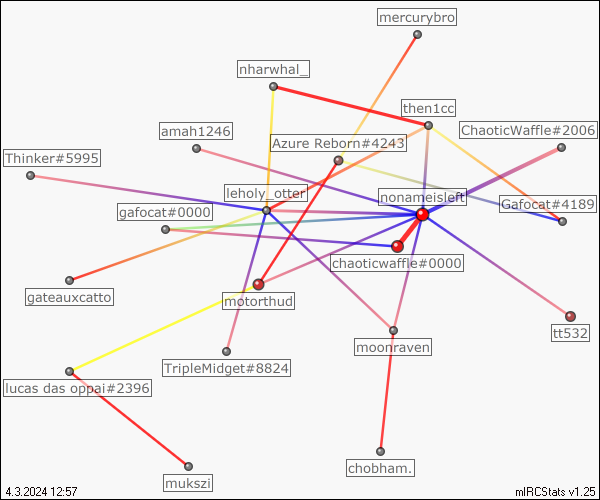 mercurybro
nharwhal_
then1cc
amah1246
ChaoticWaffle#2006
Azure Reborn#4243
Thinker#5995
leholy_otter
nonameisleft
Gafocat#4189
gafocat#0000
chaoticwaffle#0000
gateauxcatto
motorthud
tt532
moonraven
TripleMidget#8824
lucas das oppai#2396
chobham.
mukszi
4.3.2024 12:57
mIRCStats v1.25